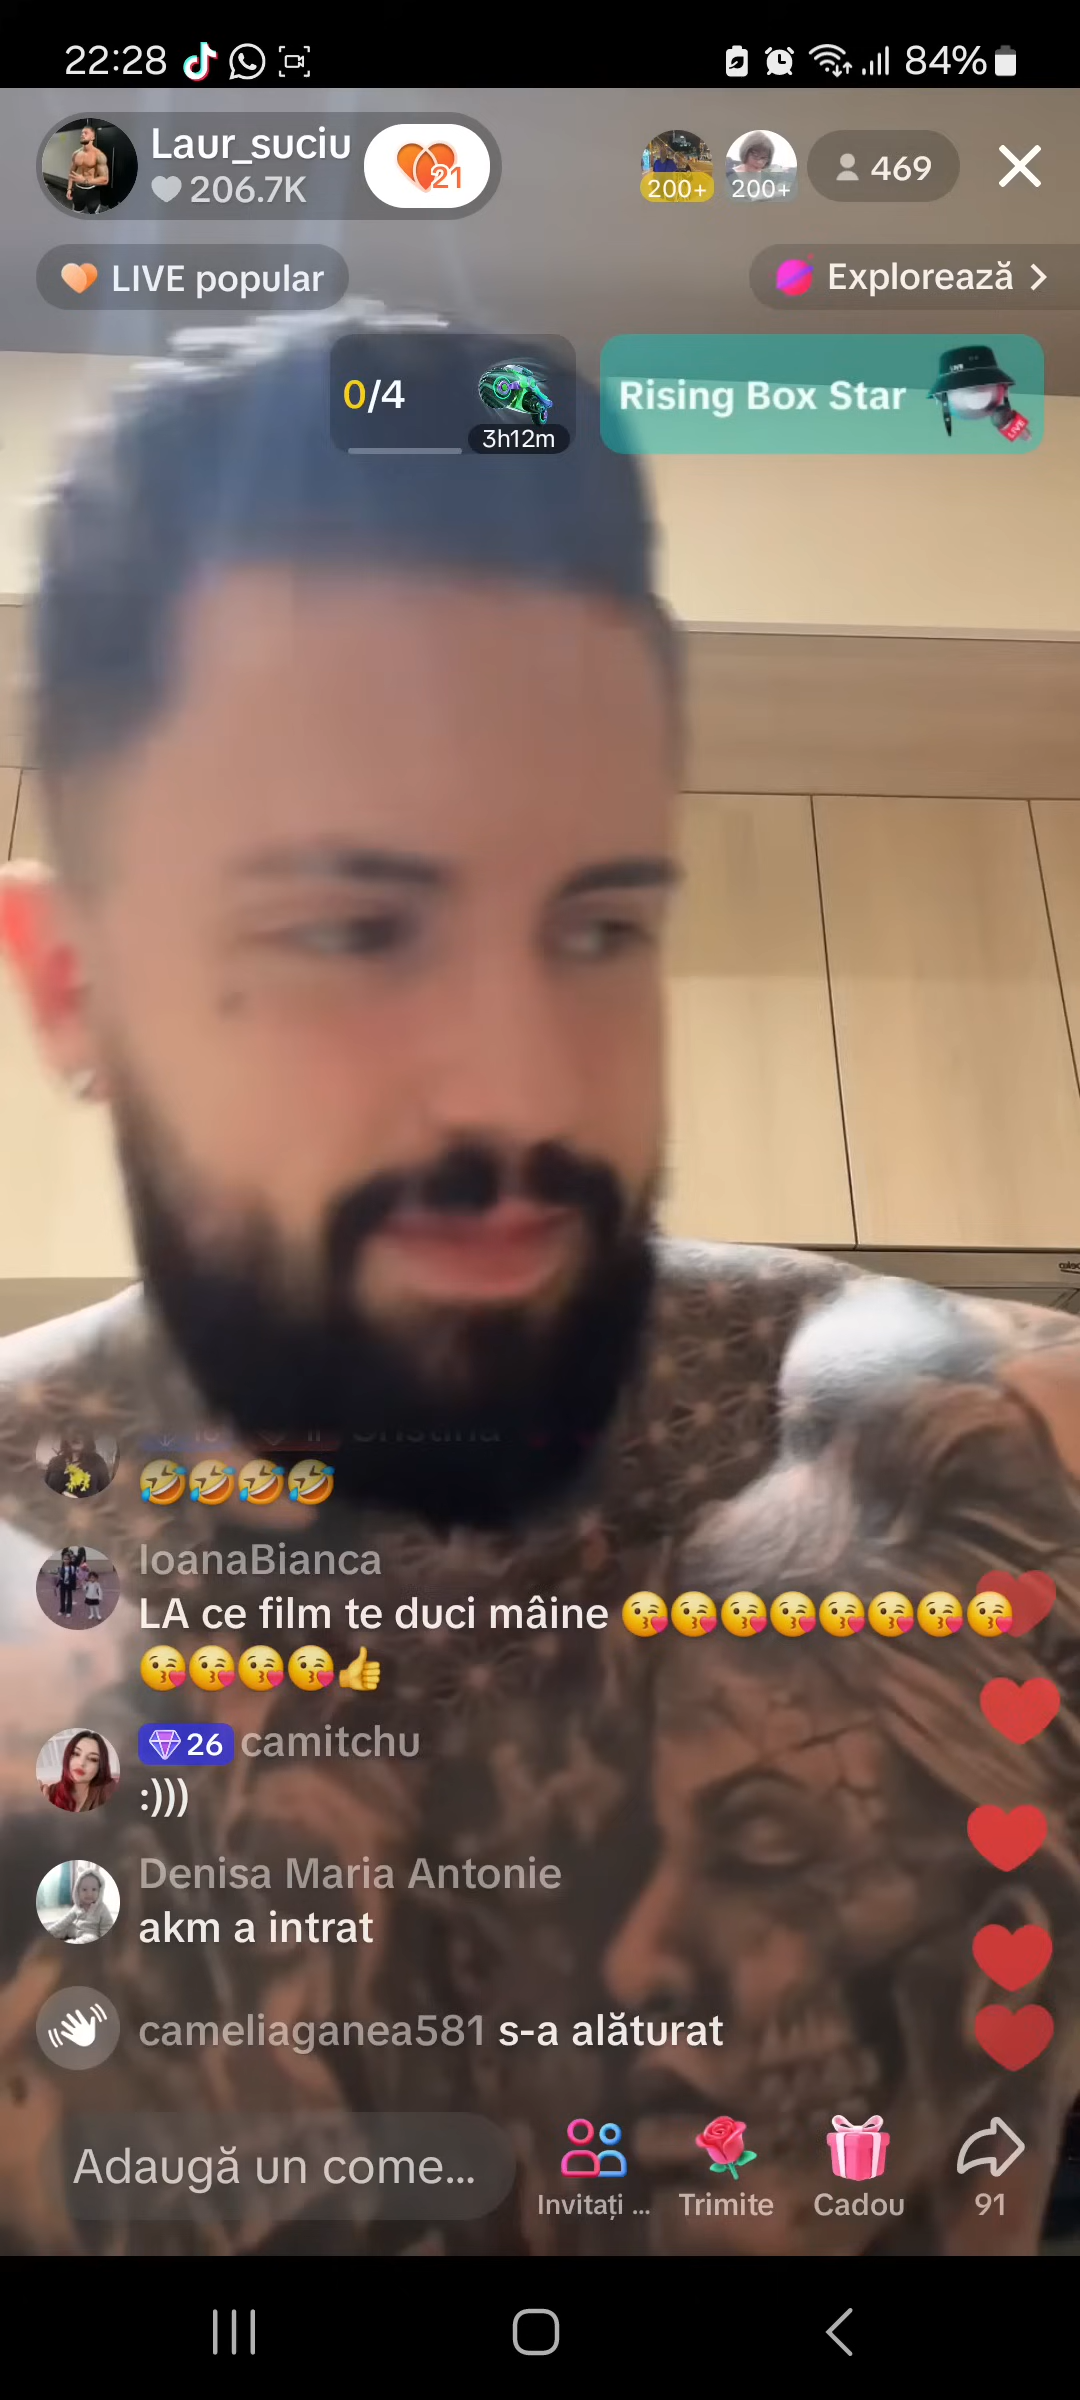 22:28
84%
Laur_suciu
206.7K
21
200+
200+
469
LIVE popular
Explorează
0/4
3h12m
Rising Box Star
LIVE
IoanaBianca
LA ce film te duci mâine 😘😘😘😘😘😘😘😘
😘😘😘😘👍
26 camitchu
:)))
Denisa Maria Antonie
akm a intrat
cameliaganea581 s-a alăturat
Adaugă un come...
Invitați ...
Trimite
Cadou
91